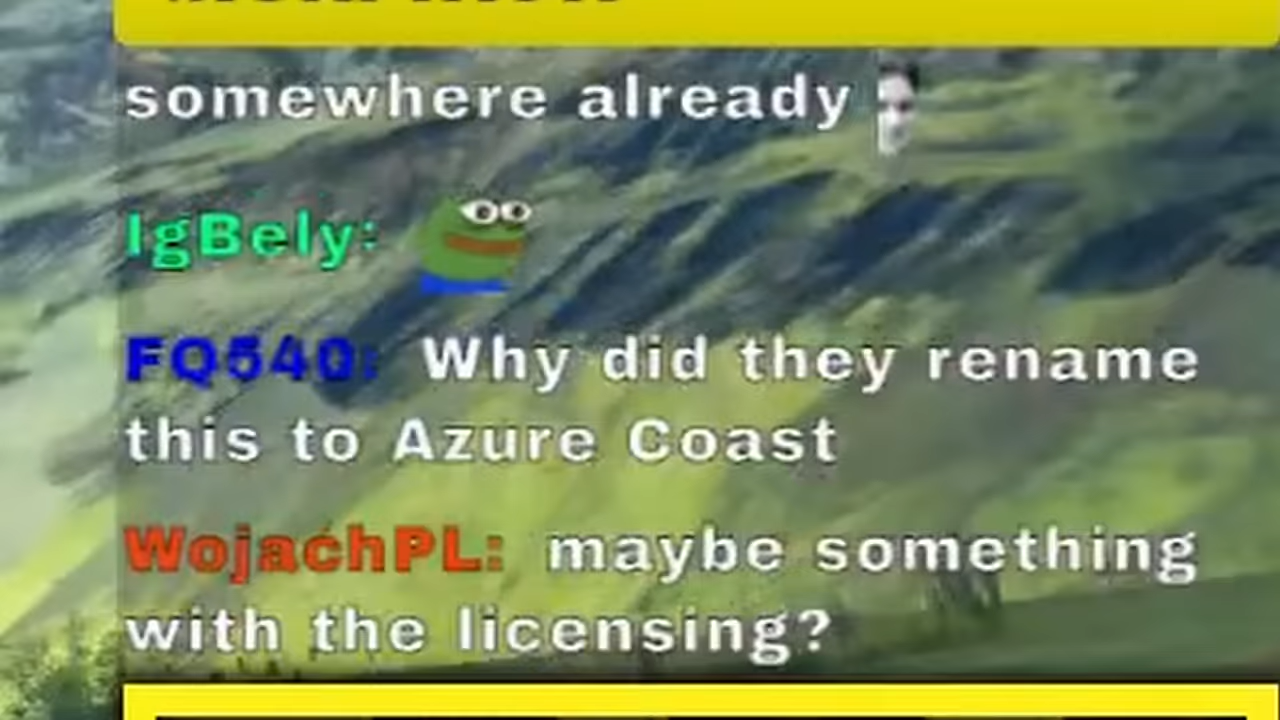 somewhere already
IgBely:
FQ540: Why did they rename
this to Azure Coast
WojachPL: maybe something
with the licensing?